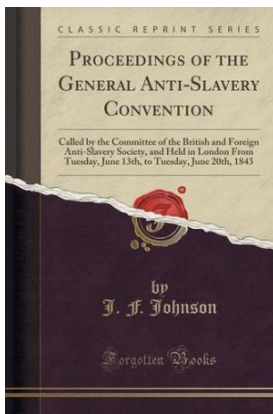 CLASSIC REPRINT SERIES
PROCEEDINGS OF THE
GENERAL ANTI-SLAVERY
CONVENTION
Called by the Committee of the British and Foreign
Anti-Slavery Society, and Held in London From
Tuesday, June 13th, to Tuesday, June 20th, 1843
by
J. F. Johnson
Forgotten Books